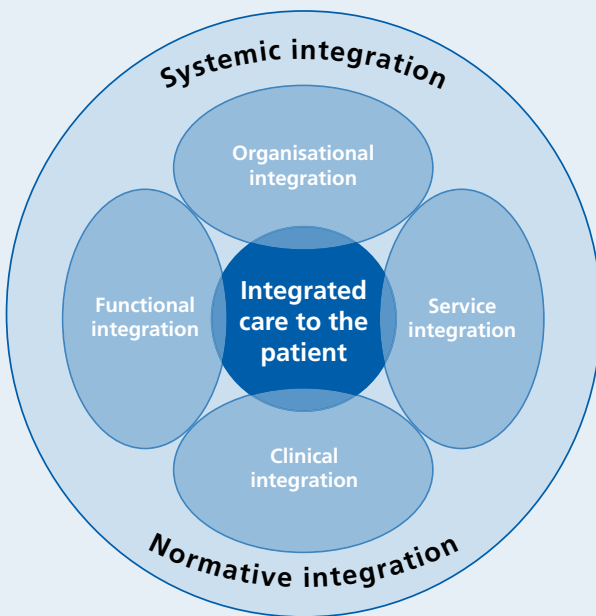 Systemic integration
Organisational
integration
Functional
integration
Integrated
care to the
patient
Service
integration
Clinical
integration
Normative integration